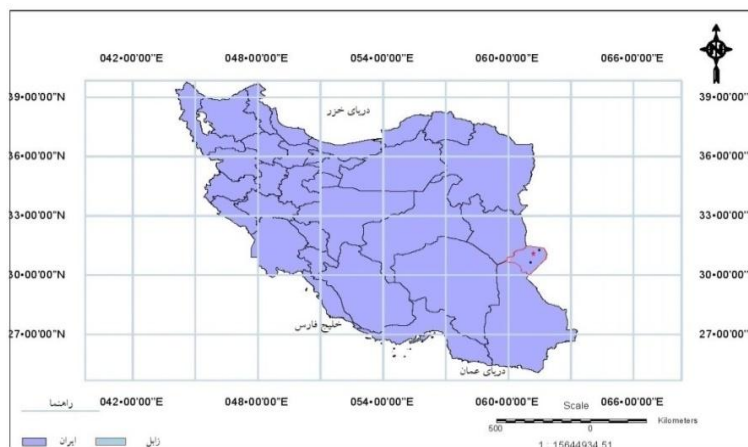 N
042•00'00" 048•00'00" 054•00'00" 060•00'00" 066•00'00"
39•00'00"N 39•00'00"N
دریای خزر
36•00'00"N 36•00'00"N
33•00'00"N 33•00'00"N
30•00'00"N 30•00'00"N
27•00'00"N 27•00'00"N
خلیج فارس
دریای عمان
042•00'00" 048•00'00" 054•00'00" 060•00'00" 066•00'00"
راهنما
Scale
Kilometers
600 0
ایران زابل
1 : 15644934.51